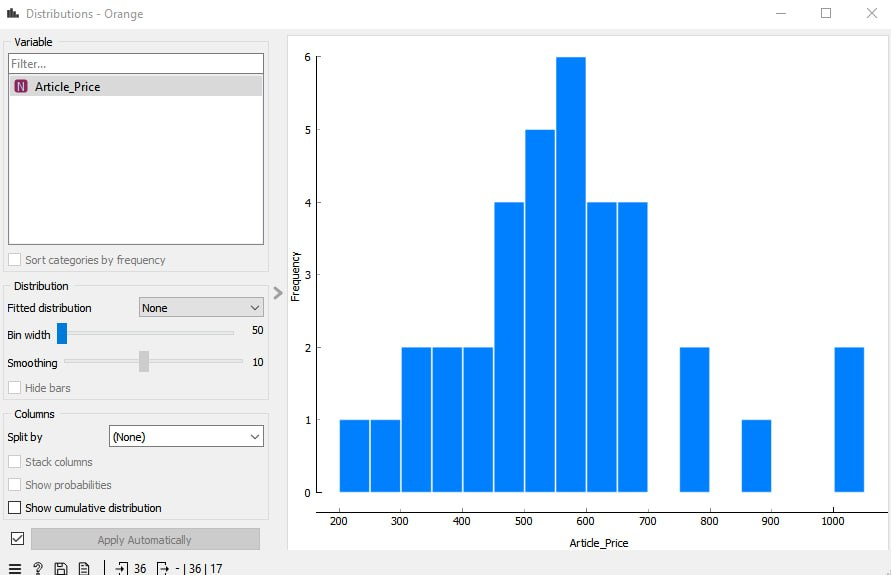 Distributions - Orange
Variable
Filter...
N Article_Price
Sort categories by frequency
Distribution
Fitted distribution None
Bin width 50
Smoothing 10
Hide bars
Columns
Split by (None)
Stack columns
Show probabilities
Show cumulative distribution
Apply Automatically
? 36 - | 36 | 17
6
5
4
3
2
1
0
Frequency
200 300 400 500 600 700 800 900 1000
Article_Price